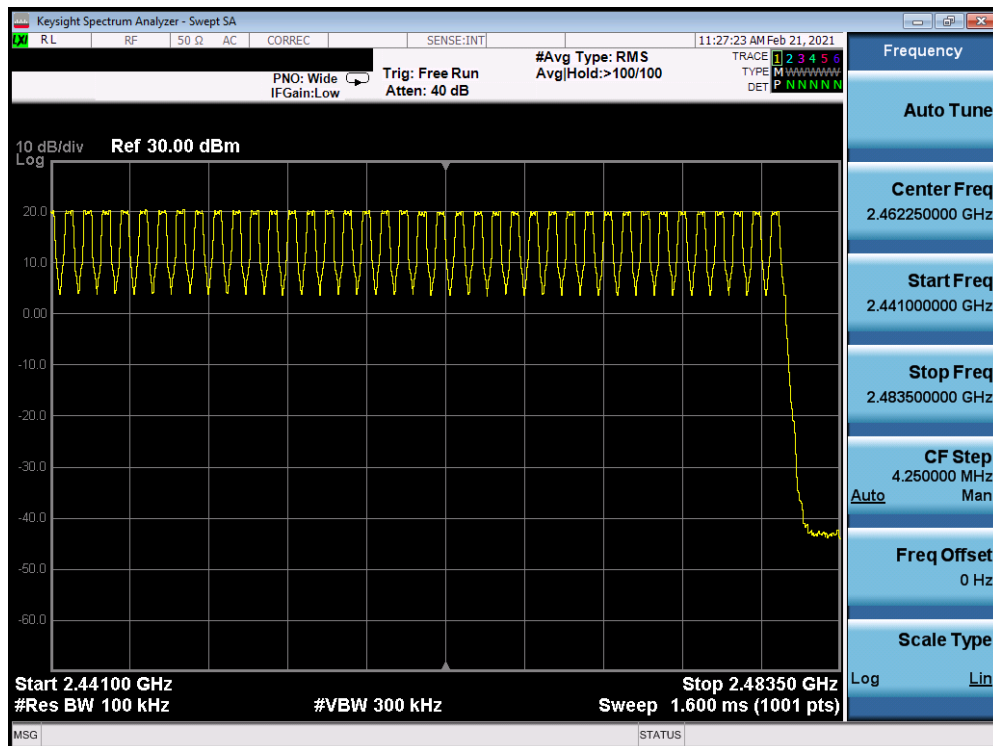 Keysight Spectrum Analyzer - Swept SA
LXI RL RF 50 Ω AC CORREC SENSE:INT 11:27:23 AM Feb 21, 2021
Frequency
#Avg Type: RMS
TRACE 1 2 3 4 5 6
PNO: Wide Trig: Free Run Avg|Hold:>100/100
TYPE M W W W W W
IFGain:Low Atten: 40 dB
DET P N N N N N
Auto Tune
10 dB/div Ref 30.00 dBm
Log
20.0
10.0
0.00
-10.0
-20.0
-30.0
-40.0
-50.0
-60.0
Center Freq
2.462250000 GHz
Start Freq
2.441000000 GHz
Stop Freq
2.483500000 GHz
CF Step
4.250000 MHz
Auto Man
Freq Offset
0 Hz
Scale Type
Log Lin
Start 2.44100 GHz Stop 2.48350 GHz
#Res BW 100 kHz #VBW 300 kHz Sweep 1.600 ms (1001 pts)
MSG STATUS